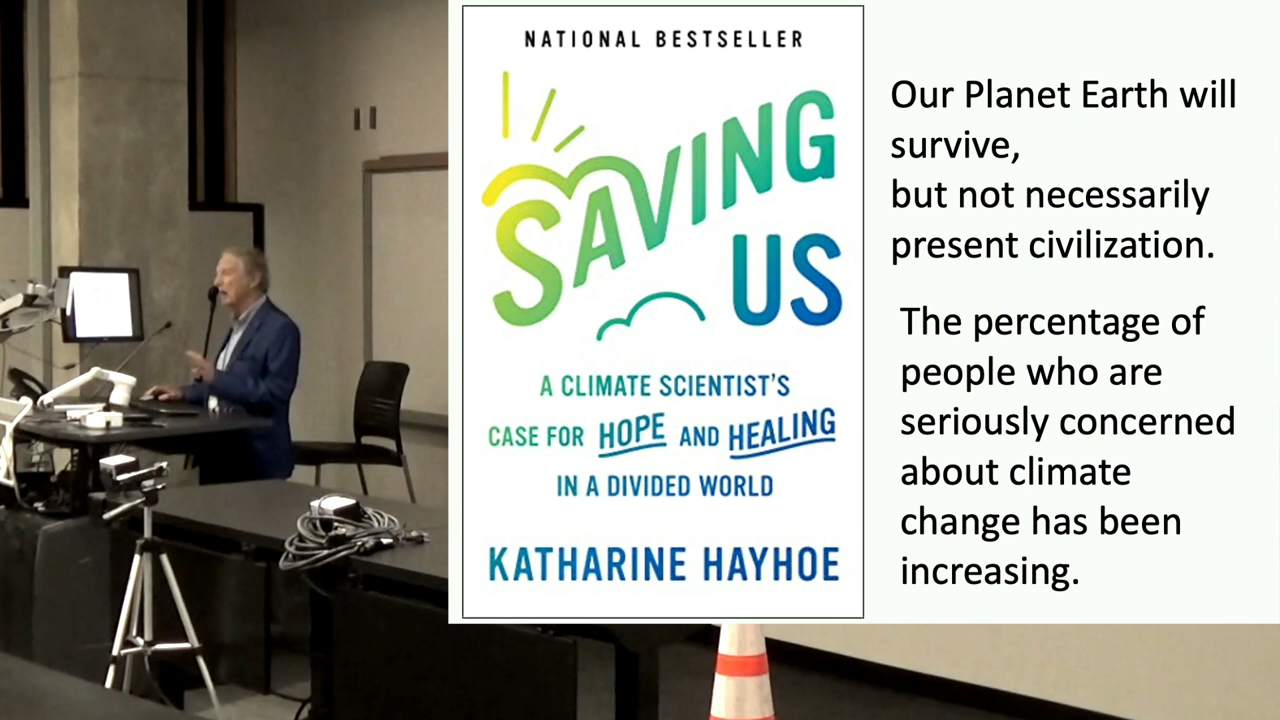 NATIONAL BESTSELLER
SAVING
US
A CLIMATE SCIENTIST'S
CASE FOR HOPE AND HEALING
IN A DIVIDED WORLD
KATHARINE HAYHOE
Our Planet Earth will
survive,
but not necessarily
present civilization.
The percentage of
people who are
seriously concerned
about climate
change has been
increasing.